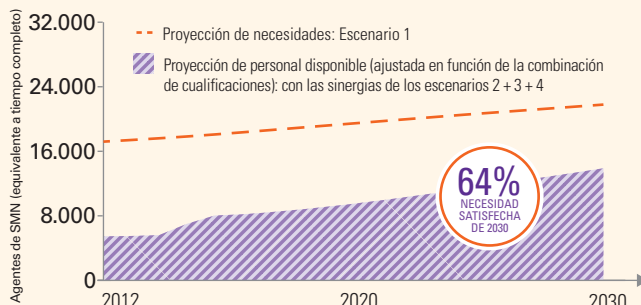 Agentes de SMN (equivalente a tiempo completo)
32.000
24.000
16.000
8.000
0
Proyección de necesidades: Escenario 1
Proyección de personal disponible (ajustada en función de la combinación
de cualificaciones): con las sinergias de los escenarios 2 + 3 + 4
64%
NECESIDAD
SATISFECHA
DE 2030
2012
2020
2030